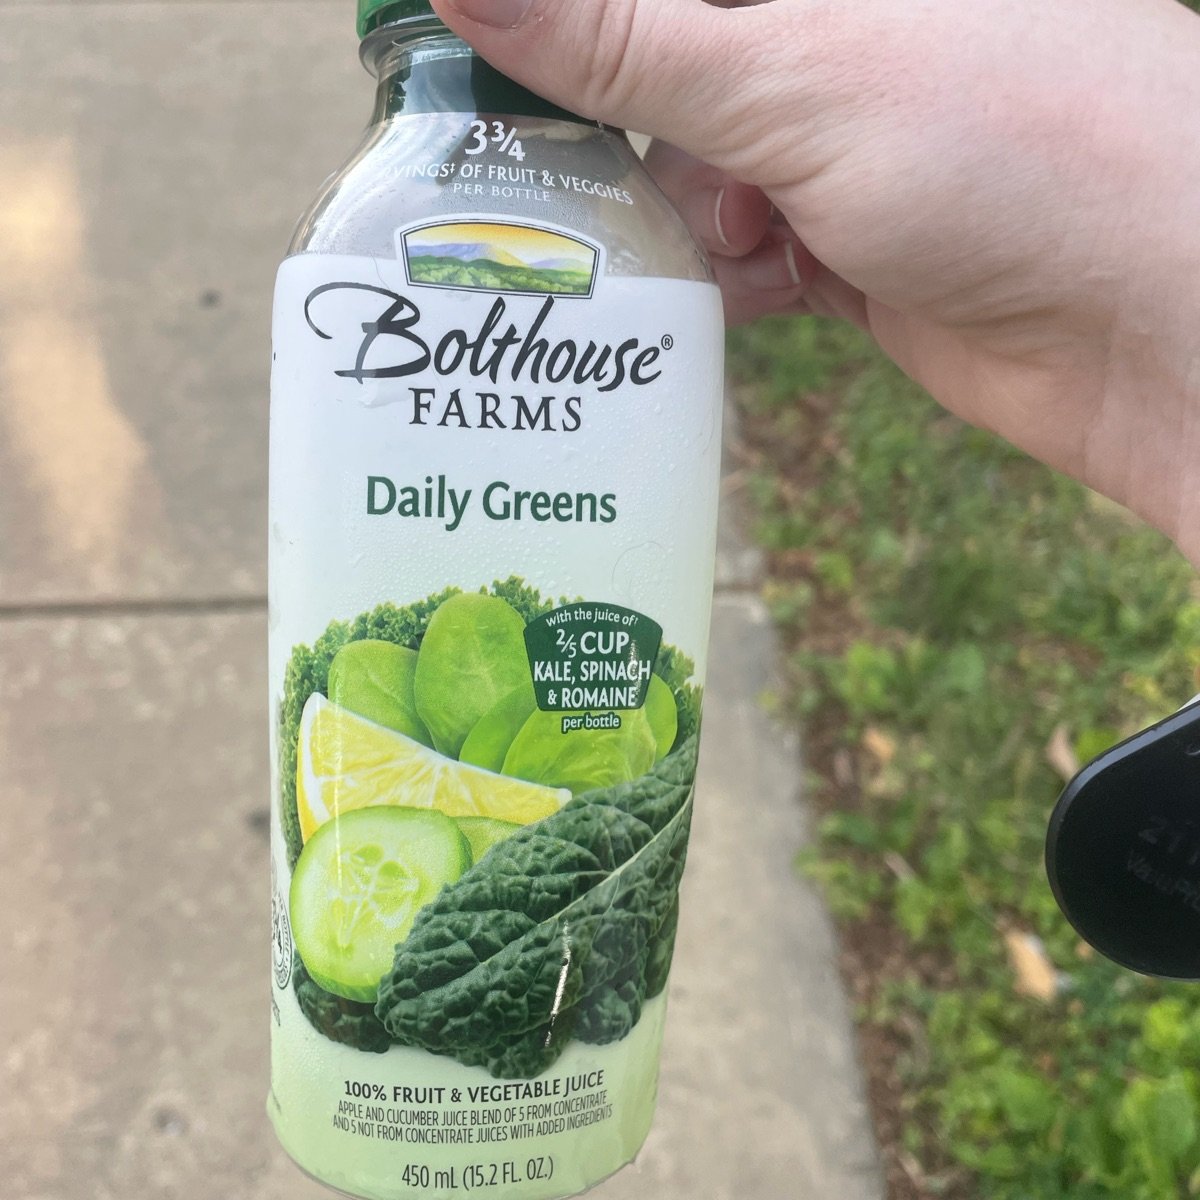 3¾
VINGS‡ OF FRUIT & VEGGIES
PER BOTTLE
Bolthouse®
FARMS
Daily Greens
with the juice of†
⅖ CUP
KALE, SPINACH
& ROMAINE
per bottle
100% FRUIT & VEGETABLE JUICE
APPLE AND CUCUMBER JUICE BLEND OF 5 FROM CONCENTRATE
AND 5 NOT FROM CONCENTRATE JUICES WITH ADDED INGREDIENTS
450 mL (15.2 FL. OZ.)